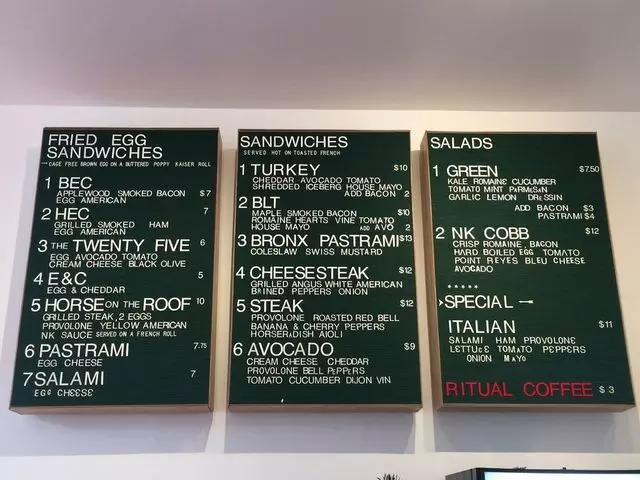 FRIED EGG
SANDWICHES
CAGE FREE BROWN EGG ON A BUTTERED POPPY KAISER ROLL
1 BEC
APPLEWOOD SMOKED BACON $7
EGG AMERICAN
2 HEC 7
GRILLED SMOKED HAM
EGG AMERICAN
3 THE TWENTY FIVE 6
EGG AVOCADO TOMATO
CREAM CHEESE BLACK OLIVE
4 E&C 5
EGG & CHEDDAR
5 HORSE ON THE ROOF 10
GRILLED STEAK, 2 EGGS
PROVOLONE YELLOW AMERICAN
NK SAUCE SERVED ON A FRENCH ROLL
6 PASTRAMI 7.75
EGG CHEESE
7 SALAMI 7
EGG CHEESE
SANDWICHES
SERVED HOT ON TOASTED FRENCH
1 TURKEY $10
CHEDDAR AVOCADO TOMATO
SHREDDED ICEBERG HOUSE MAYO
ADD BACON 2
2 BLT
MAPLE SMOKED BACON $10
ROMAINE HEARTS VINE TOMATO
HOUSE MAYO ADD AVO 2
3 BRONX PASTRAMI $13
COLESLAW SWISS MUSTARD
4 CHEESESTEAK $12
GRILLED ANGUS WHITE AMERICAN
BRINED PEPPERS ONION
5 STEAK $12
PROVOLONE ROASTED RED BELL
BANANA & CHERRY PEPPERS
HORSERADISH AIOLI
6 AVOCADO $9
CREAM CHEESE CHEDDAR
PROVOLONE BELL PEPPERS
TOMATO CUCUMBER DIJON VIN
SALADS
1 GREEN $7.50
KALE ROMAINE CUCUMBER
TOMATO MINT PARMESAN
GARLIC LEMON DRESSIN
ADD BACON $3
PASTRAMI $4
2 NK COBB $12
CRISP ROMAINE, BACON
HARD BOILED EGG TOMATO
POINT REYES BLEU CHEESE
AVOCADO
*****
SPECIAL
ITALIAN $11
SALAMI HAM PROVOLONE
LETTUCE TOMATO PEPPERS
ONION MAYO
RITUAL COFFEE $3